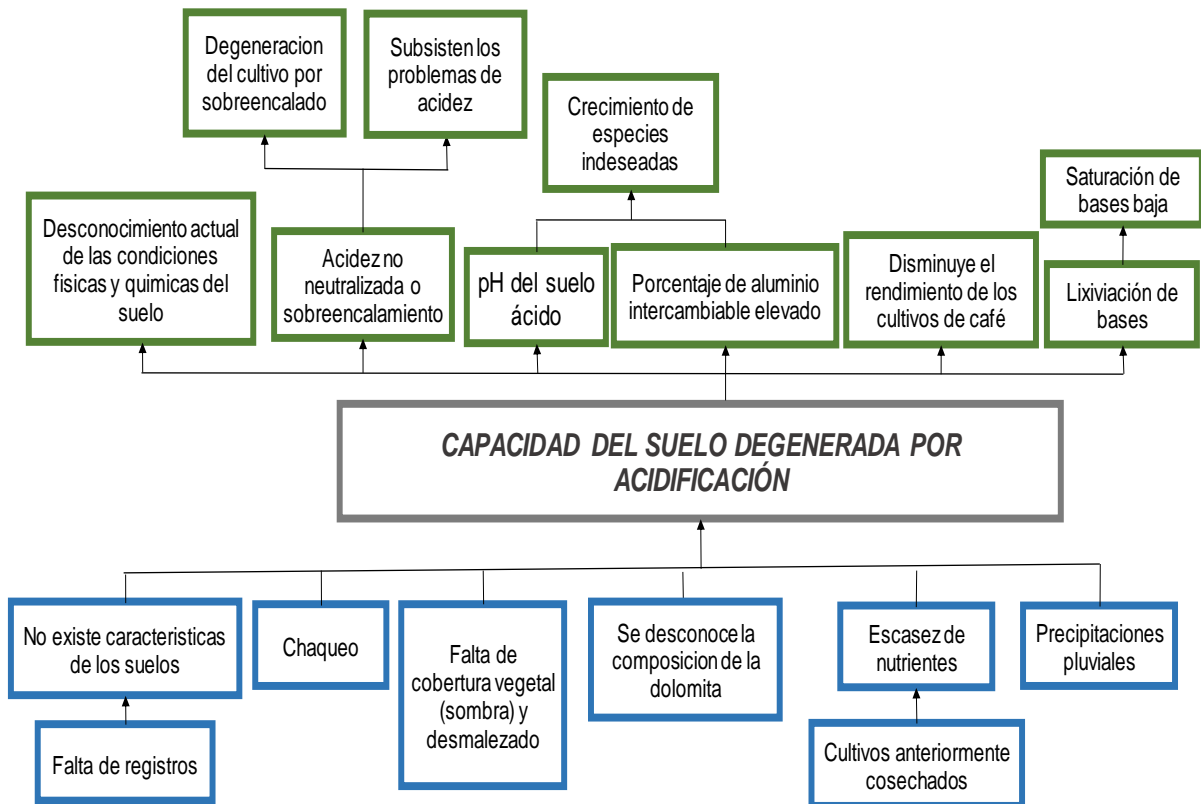 Degeneracion
del cultivo por
sobreencalado
Subsisten los
problemas de
acidez
Crecimiento de
especies
indeseadas
Saturación de
bases baja
Desconocimiento actual
de las condiciones
fisicas y quimicas del
suelo
Acidez no
neutralizada o
sobreencalamiento
pH del suelo
ácido
Porcentaje de aluminio
intercambiable elevado
Disminuye el
rendimiento de los
cultivos de café
Lixiviación de
bases
CAPACIDAD DEL SUELO DEGENERADA POR
ACIDIFICACIÓN
No existe caracteristicas
de los suelos
Chaqueo
Falta de
cobertura vegetal
(sombra) y
desmalezado
Se desconoce la
composicion de la
dolomita
Escasez de
nutrientes
Precipitaciones
pluviales
Falta de registros
Cultivos anteriormente
cosechados